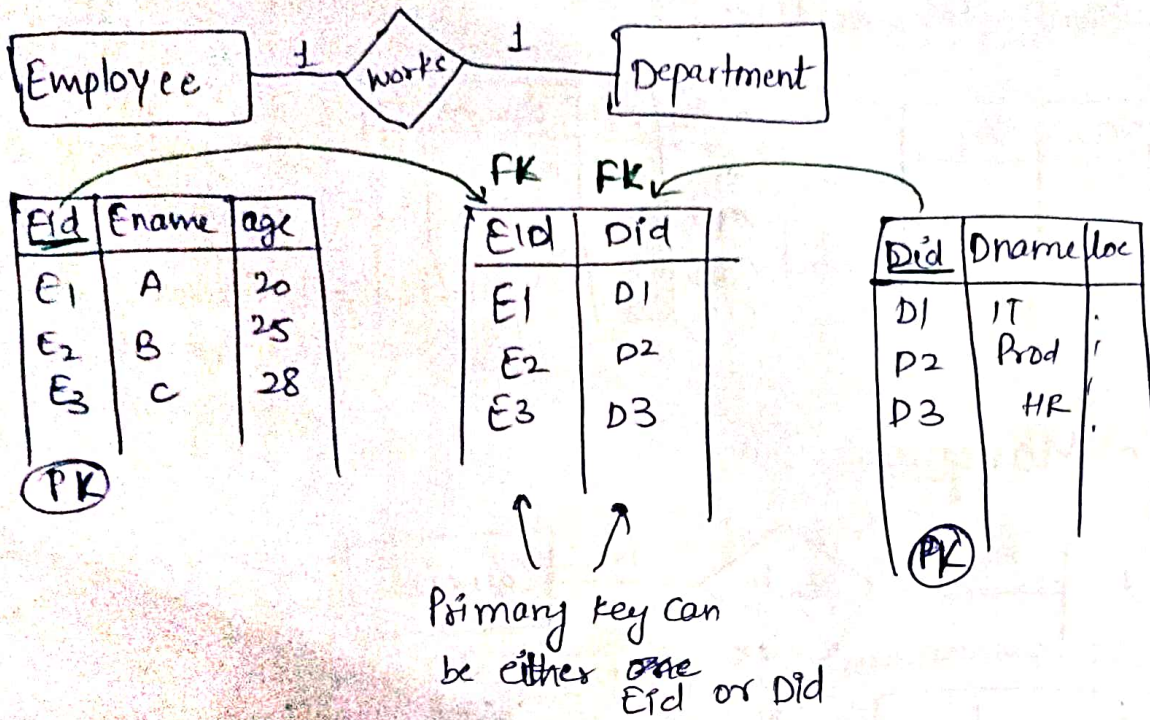 Employee 1 Works 1 Department
FK FK
Eid Ename age
E1 A 20
E2 B 25
E3 C 28
PK
EID Did
E1 D1
E2 D2
E3 D3
Did Dname loc
D1 IT .
D2 Prod
D3 HR .
PK
Primary key can
be either
Eid or Did